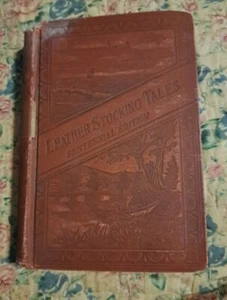 LEATHER STOCKING TALES
CENTENNIAL EDITION